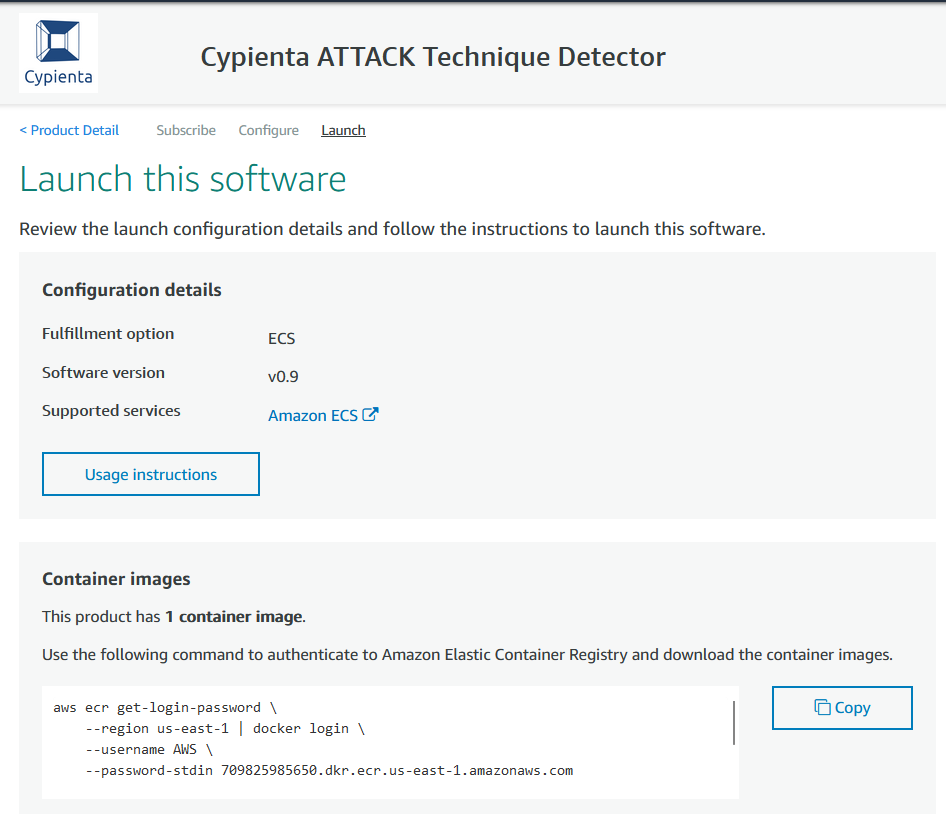 Cypienta
Cypienta ATTACK Technique Detector
< Product Detail Subscribe Configure Launch
Launch this software
Review the launch configuration details and follow the instructions to launch this software.
Configuration details
Fulfillment option ECS
Software version v0.9
Supported services Amazon ECS
Usage instructions
Container images
This product has 1 container image.
Use the following command to authenticate to Amazon Elastic Container Registry and download the container images.
aws ecr get-login-password \
    --region us-east-1 | docker login \
    --username AWS \
    --password-stdin 709825985650.dkr.ecr.us-east-1.amazonaws.com
Copy